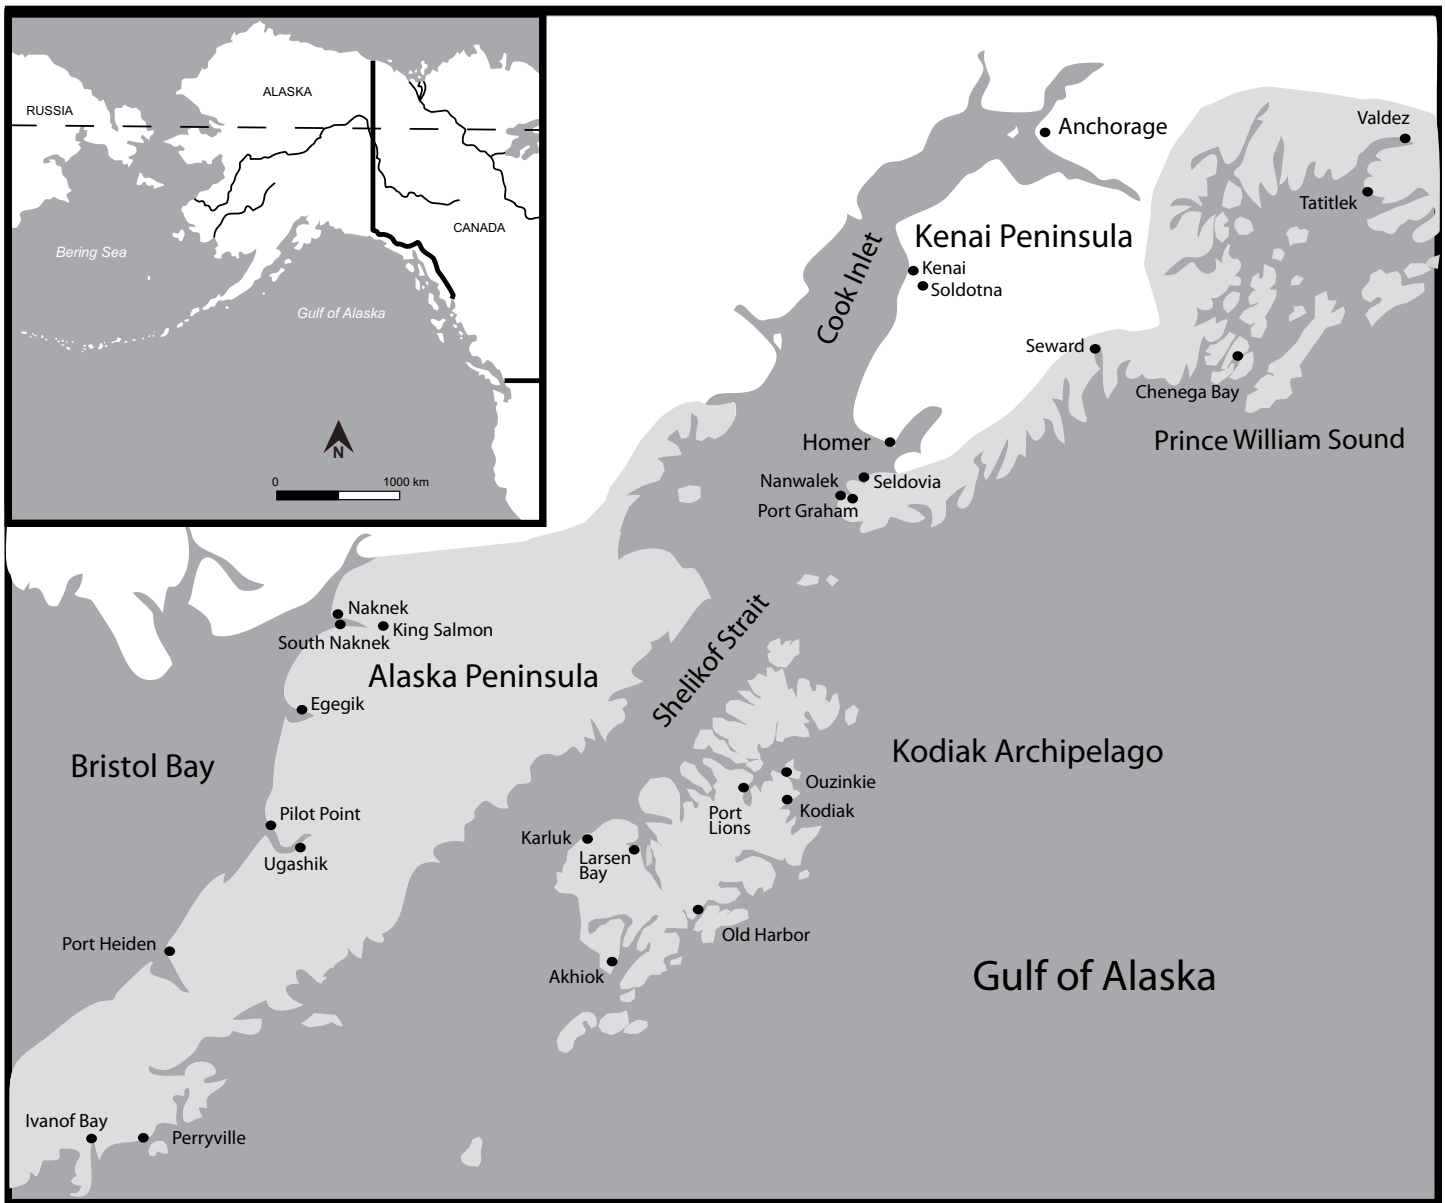 ALASKA
RUSSIA
CANADA
Bering Sea
Gulf of Alaska
N
0 1000 km
Anchorage
Valdez
Tatitlek
Kenai Peninsula
Cook Inlet
Kenai
Soldotna
Seward
Chenega Bay
Prince William Sound
Homer
Nanwalek
Seldovia
Port Graham
Naknek
South Naknek
King Salmon
Alaska Peninsula
Shelikof Strait
Egegik
Bristol Bay
Kodiak Archipelago
Ouzinkie
Kodiak
Port
Lions
Pilot Point
Ugashik
Karluk
Larsen
Bay
Old Harbor
Port Heiden
Akhiok
Gulf of Alaska
Ivanof Bay
Perryville